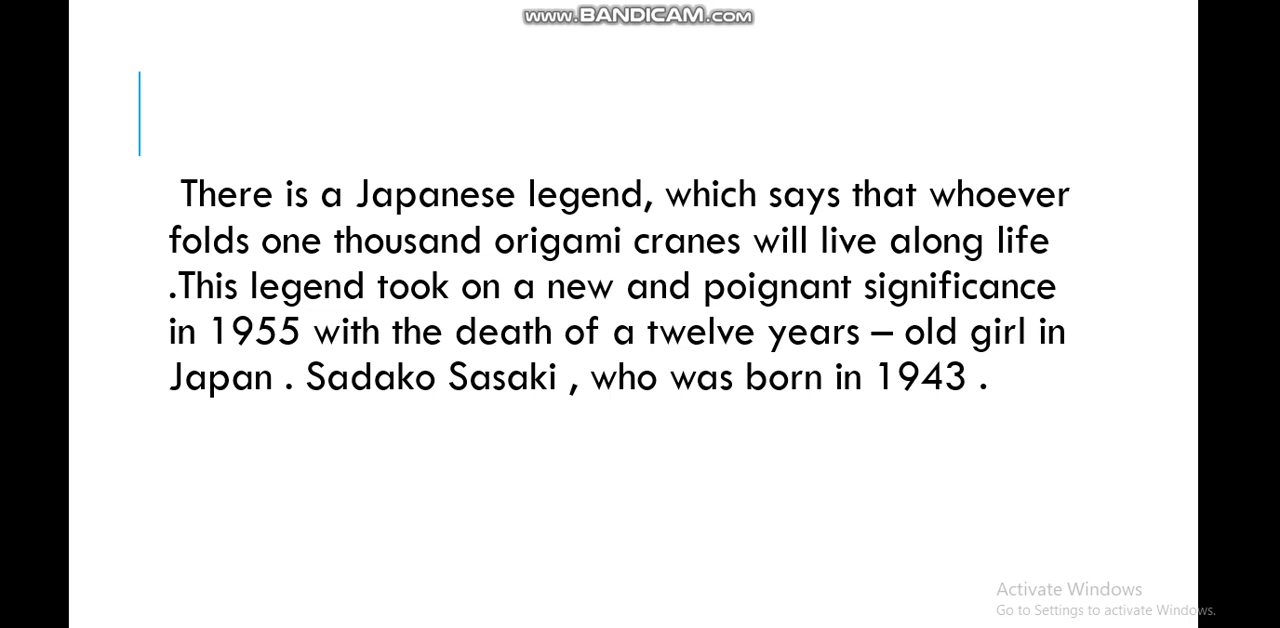 www.BANDICAM.com
There is a Japanese legend, which says that whoever
folds one thousand origami cranes will live along life
.This legend took on a new and poignant significance
in 1955 with the death of a twelve years – old girl in
Japan . Sadako Sasaki , who was born in 1943 .
Activate Windows
Go to Settings to activate Windows.